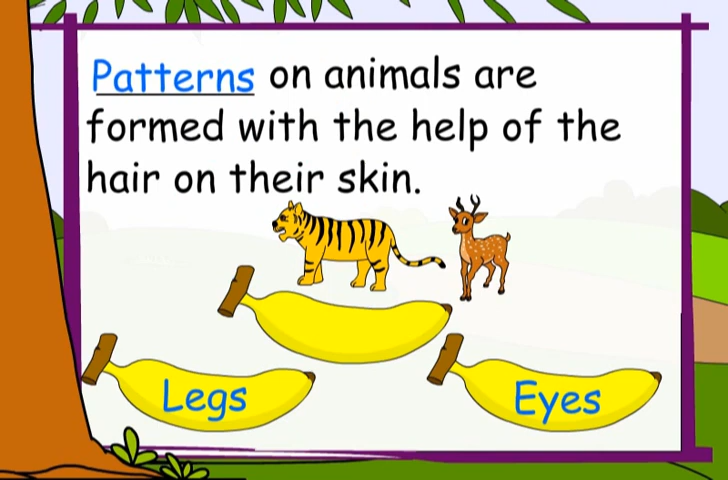 Patterns on animals are
formed with the help of the
hair on their skin.
Legs
Eyes